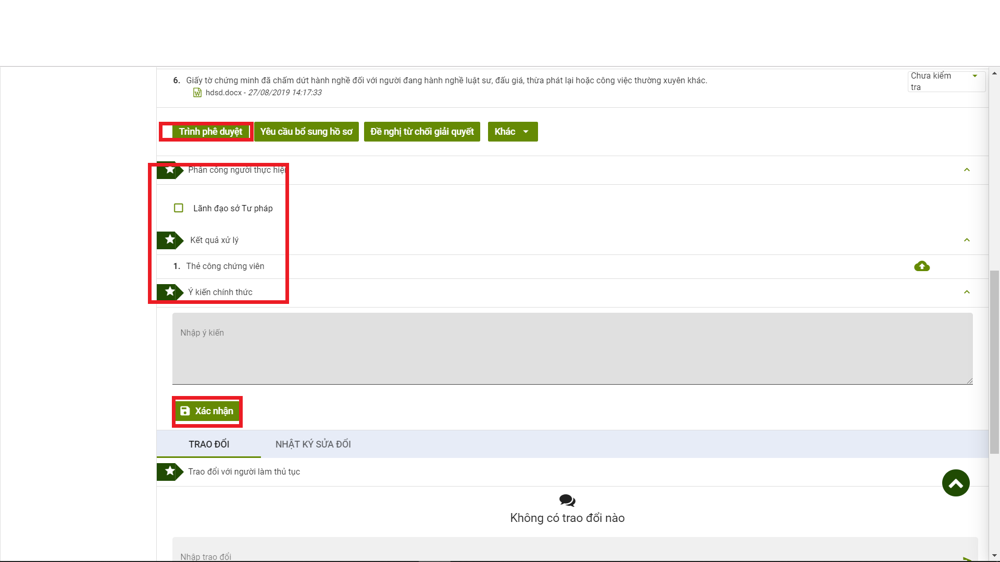 6. Giấy tờ chứng minh đã chấm dứt hành nghề đối với người đang hành nghề luật sư, đấu giá, thừa phát lại hoặc công việc thường xuyên khác.
Chưa kiểm
tra
hdsd.docx - 27/08/2019 14:17:33
Trình phê duyệt Yêu cầu bổ sung hồ sơ Đề nghị từ chối giải quyết Khác
Phân công người thực hiện
Lãnh đạo sở Tư pháp
Kết quả xử lý
1. Thẻ công chứng viên
Ý kiến chính thức
Nhập ý kiến
Xác nhận
TRAO ĐỔI NHẬT KÝ SỬA ĐỔI
Trao đổi với người làm thủ tục
Không có trao đổi nào
Nhập trao đổi